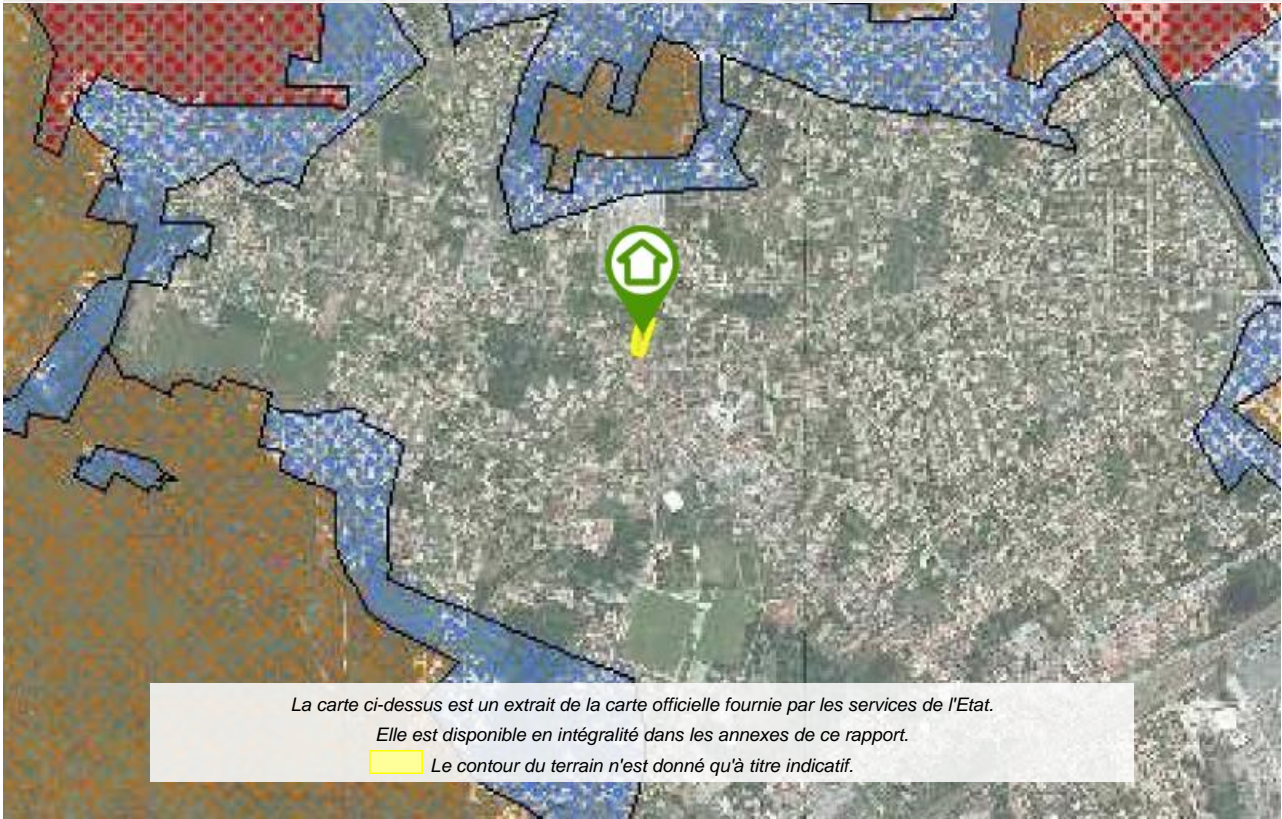 La carte ci-dessus est un extrait de la carte officielle fournie par les services de l'Etat.
Elle est disponible en intégralité dans les annexes de ce rapport.
Le contour du terrain n'est donné qu'à titre indicatif.